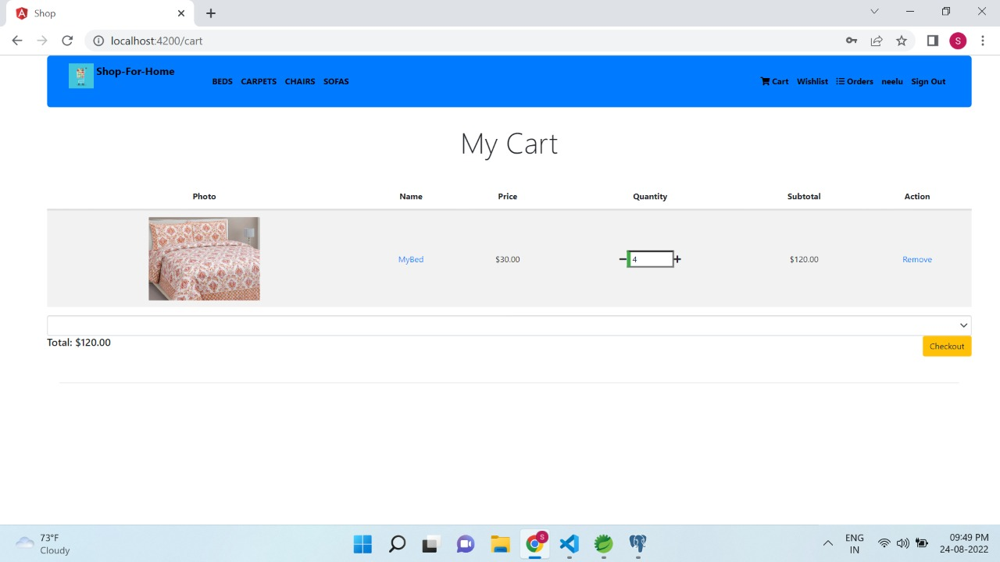 Shop
localhost:4200/cart
S
Shop-For-Home
BEDS CARPETS CHAIRS SOFAS
Cart Wishlist Orders neelu Sign Out
My Cart
Photo Name Price Quantity Subtotal Action
MyBed $30.00 4 $120.00 Remove
Total: $120.00
Checkout
73°F
Cloudy
S
ENG
IN
09:49 PM
24-08-2022